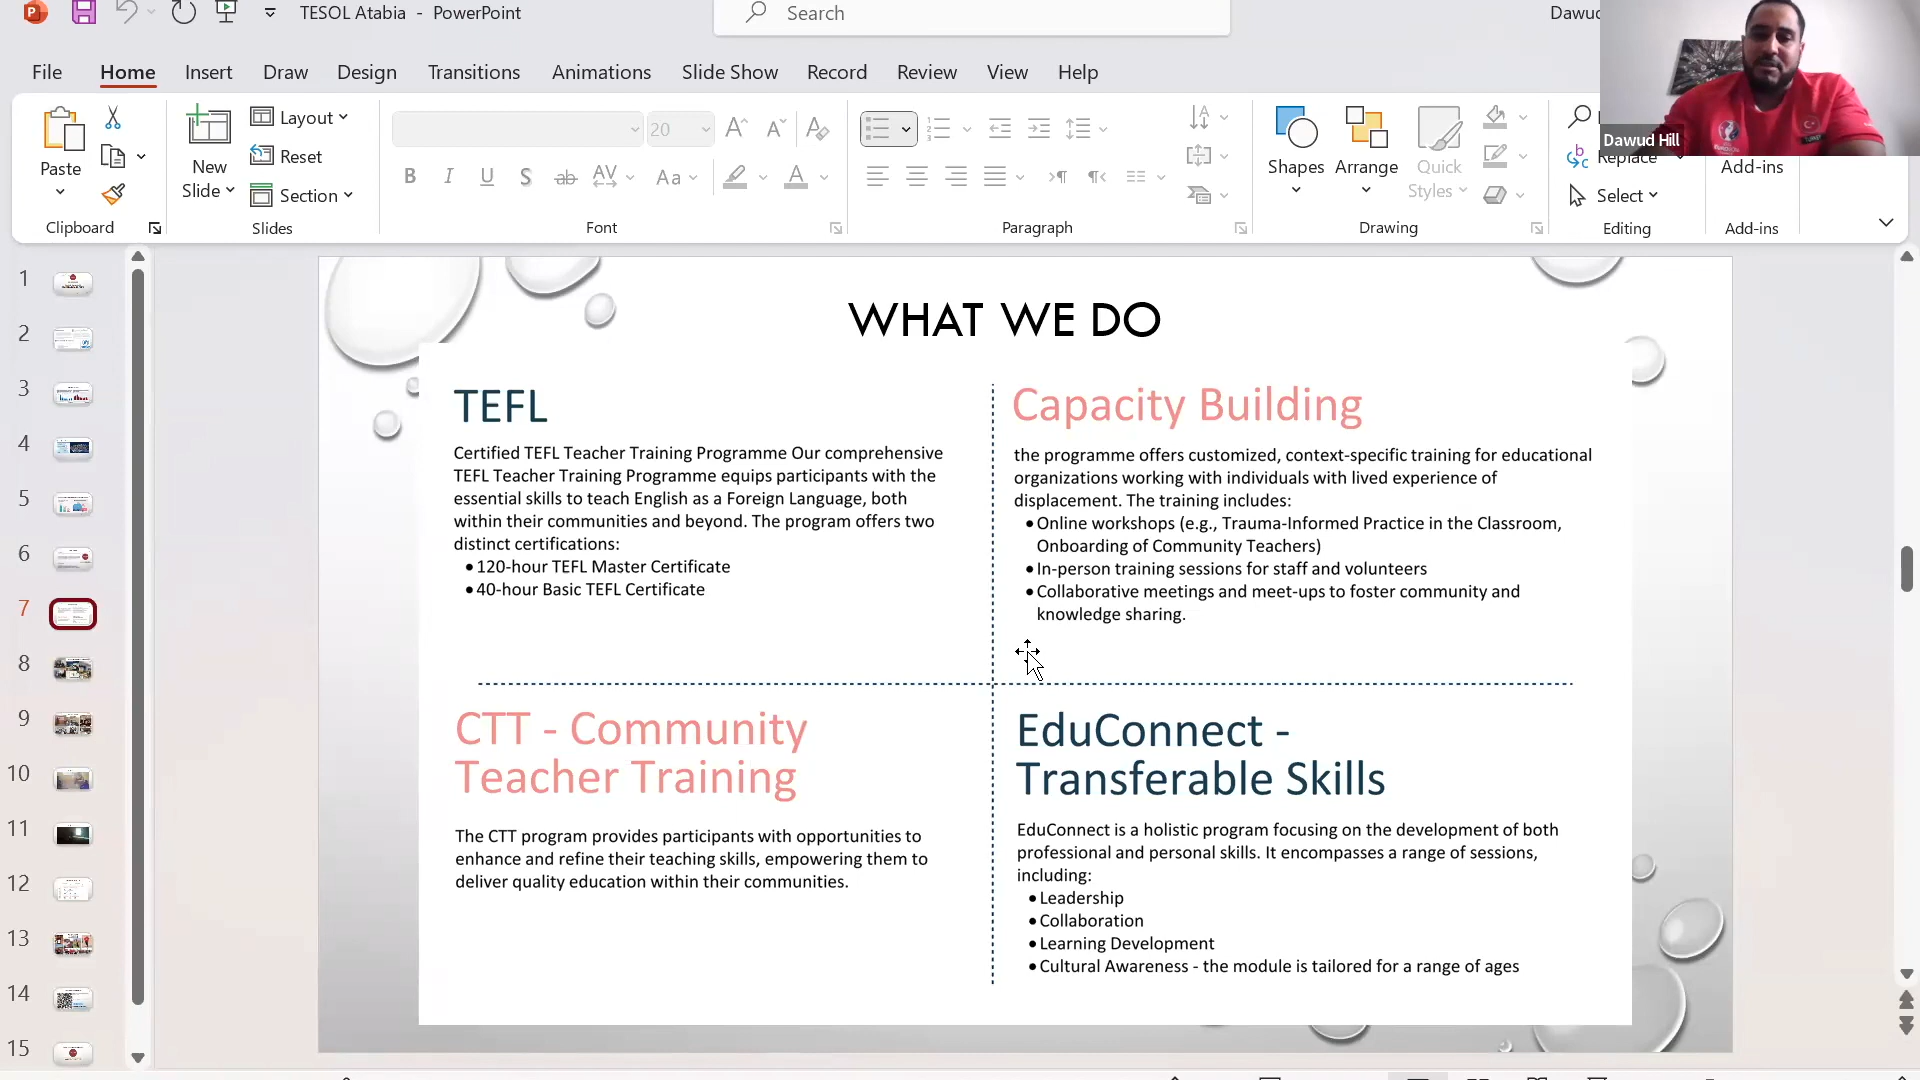 TESOL Atabia - PowerPoint
Search
Dawud Hill
File
Home
Insert
Draw
Design
Transitions
Animations
Slide Show
Record
Review
View
Help
Paste
New
Slide
Layout
Reset
Section
20
Shapes
Arrange
Quick
Styles
Replace
Select
Add-ins
Clipboard
Slides
Font
Paragraph
Drawing
Editing
Add-ins
1
2
3
4
5
6
7
8
9
10
11
12
13
14
15
WHAT WE DO
TEFL
Certified TEFL Teacher Training Programme Our comprehensive
TEFL Teacher Training Programme equips participants with the
essential skills to teach English as a Foreign Language, both
within their communities and beyond. The program offers two
distinct certifications:
•120-hour TEFL Master Certificate
•40-hour Basic TEFL Certificate
Capacity Building
the programme offers customized, context-specific training for educational
organizations working with individuals with lived experience of
displacement. The training includes:
•Online workshops (e.g., Trauma-Informed Practice in the Classroom,
Onboarding of Community Teachers)
•In-person training sessions for staff and volunteers
•Collaborative meetings and meet-ups to foster community and
knowledge sharing.
CTT - Community
Teacher Training
The CTT program provides participants with opportunities to
enhance and refine their teaching skills, empowering them to
deliver quality education within their communities.
EduConnect -
Transferable Skills
EduConnect is a holistic program focusing on the development of both
professional and personal skills. It encompasses a range of sessions,
including:
•Leadership
•Collaboration
•Learning Development
•Cultural Awareness - the module is tailored for a range of ages